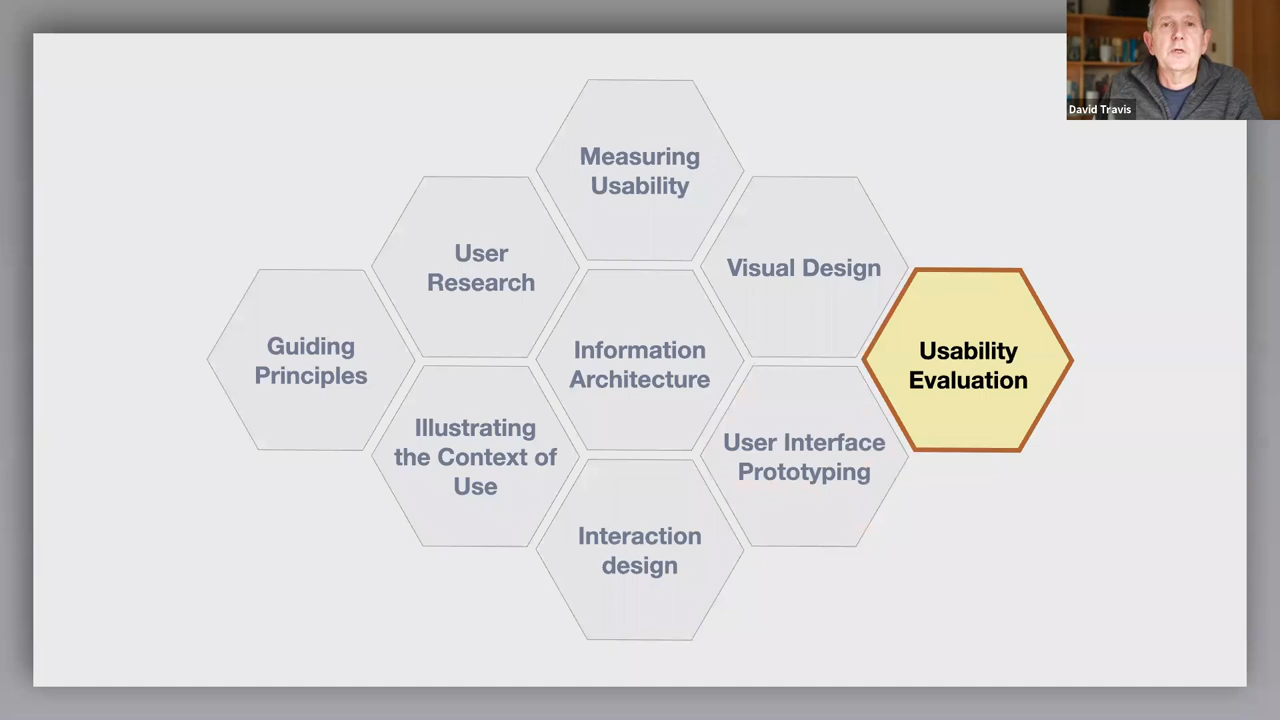 David Travis
Measuring
Usability
User
Research
Visual Design
Guiding
Principles
Information
Architecture
Usability
Evaluation
Illustrating
the Context of
Use
User Interface
Prototyping
Interaction
design